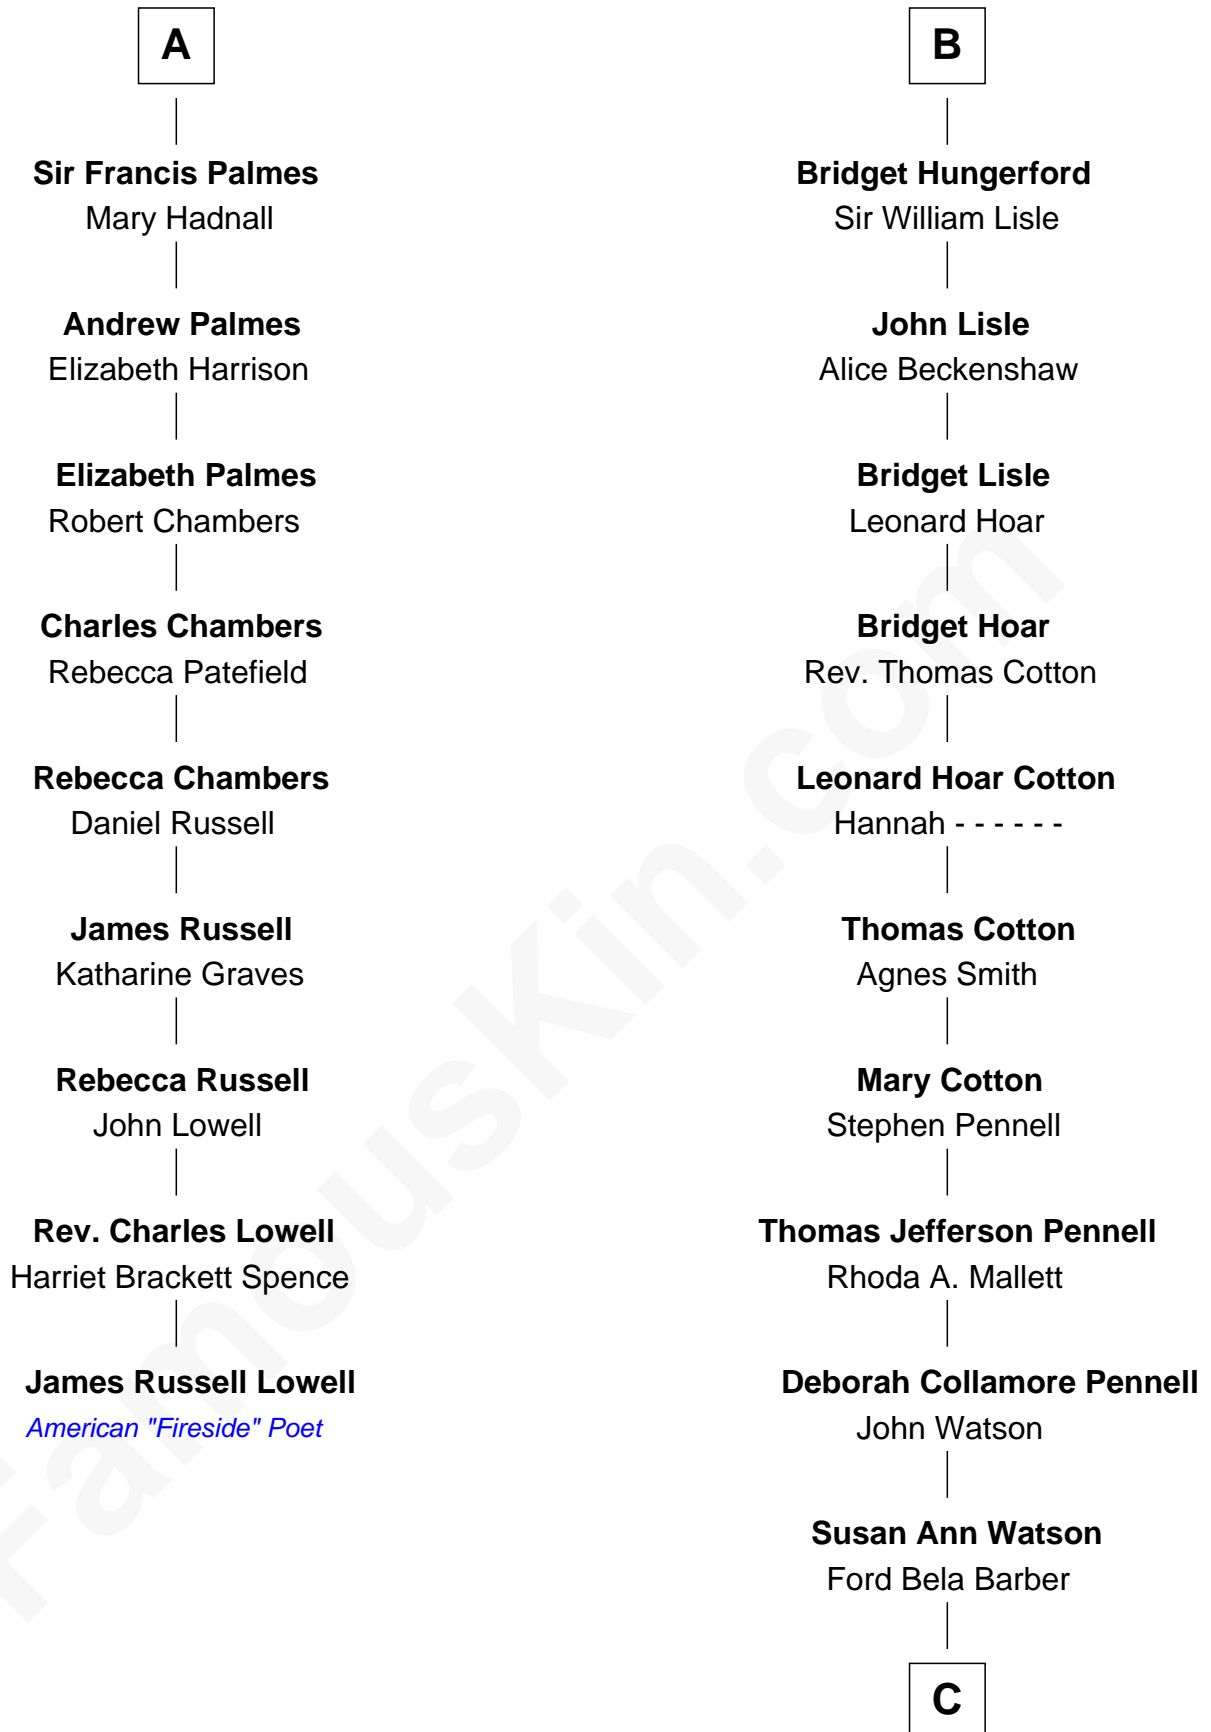 A
Sir Francis Palmes
Mary Hadnall
Andrew Palmes
Elizabeth Harrison
Elizabeth Palmes
Robert Chambers
Charles Chambers
Rebecca Patefield
Rebecca Chambers
Daniel Russell
James Russell
Katharine Graves
Rebecca Russell
John Lowell
Rev. Charles Lowell
Harriet Brackett Spence
James Russell Lowell
American "Fireside" Poet
B
Bridget Hungerford
Sir William Lisle
John Lisle
Alice Beckenshaw
Bridget Lisle
Leonard Hoar
Bridget Hoar
Rev. Thomas Cotton
Leonard Hoar Cotton
Hannah - - - - - -
Thomas Cotton
Agnes Smith
Mary Cotton
Stephen Pennell
Thomas Jefferson Pennell
Rhoda A. Mallett
Deborah Collamore Pennell
John Watson
Susan Ann Watson
Ford Bela Barber
C
FamousKin.com